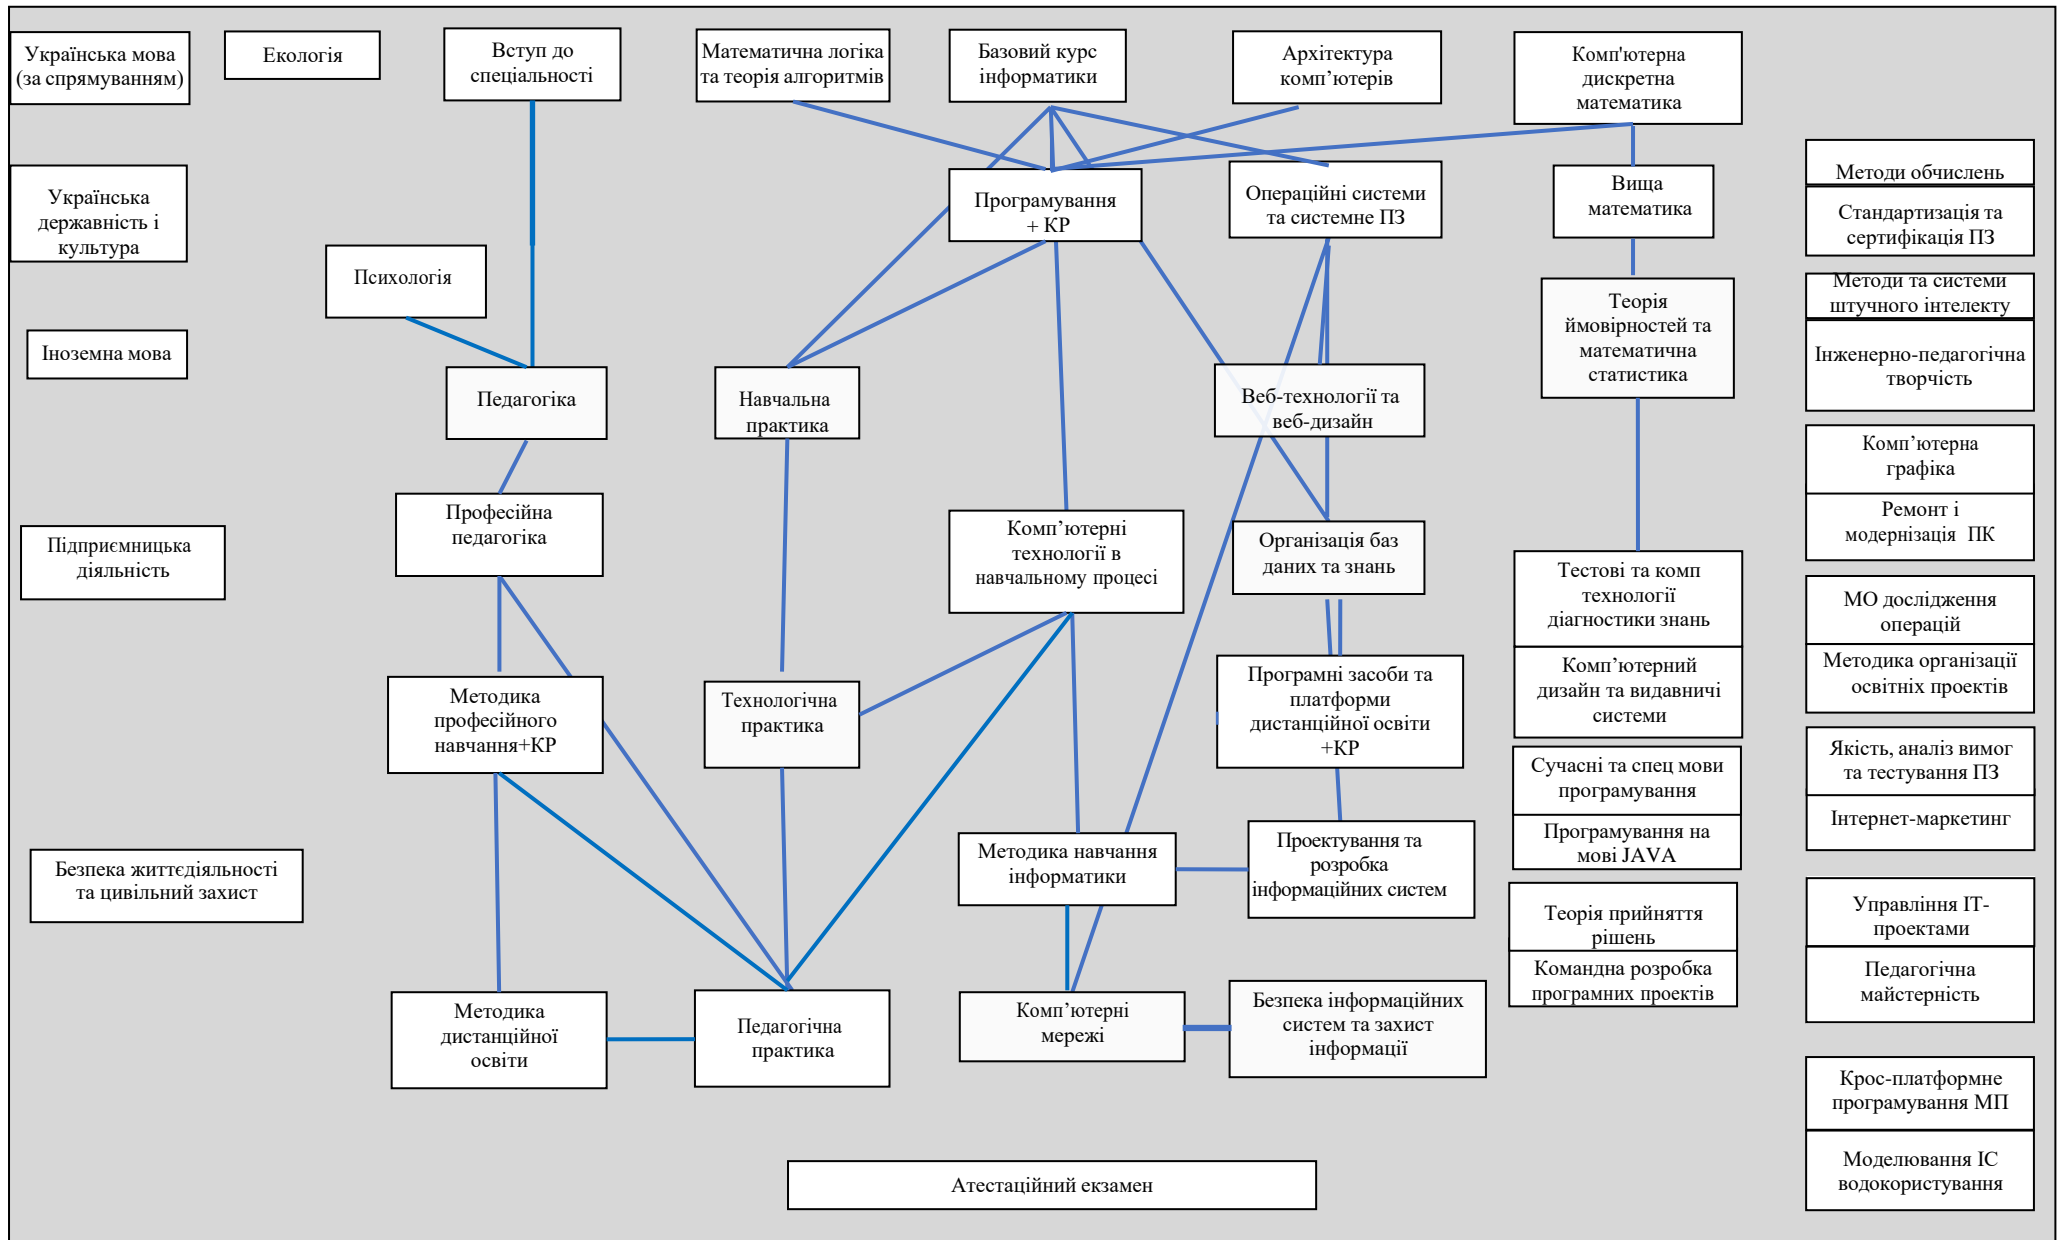 Українська мова
(за спрямуванням)
Екологія
Вступ до
спеціальності
Математична логіка
та теорія алгоритмів
Базовий курс
інформатики
Архітектура
комп’ютерів
Комп'ютерна
дискретна
математика
Українська
державність і
культура
Психологія
Програмування
+ КР
Операційні системи
та системне ПЗ
Вища
математика
Методи обчислень
Стандартизація та
сертифікація ПЗ
Методи та системи
штучного інтелекту
Іноземна мова
Педагогіка
Навчальна
практика
Веб-технології та
веб-дизайн
Теорія
ймовірностей та
математична
статистика
Інженерно-педагогічна
творчість
Комп’ютерна
графіка
Ремонт і
модернізація ПК
Підприємницька
діяльність
Професійна
педагогіка
Комп’ютерні
технології в
навчальному процесі
Організація баз
даних та знань
Тестові та комп
технології
діагностики знань
Комп’ютерний
дизайн та видавничі
системи
МО дослідження
операцій
Методика організації
освітніх проектів
Методика
професійного
навчання+КР
Технологічна
практика
Програмні засоби та
платформи
дистанційної освіти
+КР
Сучасні та спец мови
програмування
Програмування на
мові JAVA
Якість, аналіз вимог
та тестування ПЗ
Інтернет-маркетинг
Безпека життєдіяльності
та цивільний захист
Методика навчання
інформатики
Проектування та
розробка
інформаційних систем
Теорія прийняття
рішень
Командна розробка
програмних проектів
Управління ІТ-
проектами
Педагогічна
майстерність
Методика
дистанційної
освіти
Педагогічна
практика
Комп’ютерні
мережі
Безпека інформаційних
систем та захист
інформації
Крос-платформне
програмування МП
Моделювання ІС
водокористування
Атестаційний екзамен